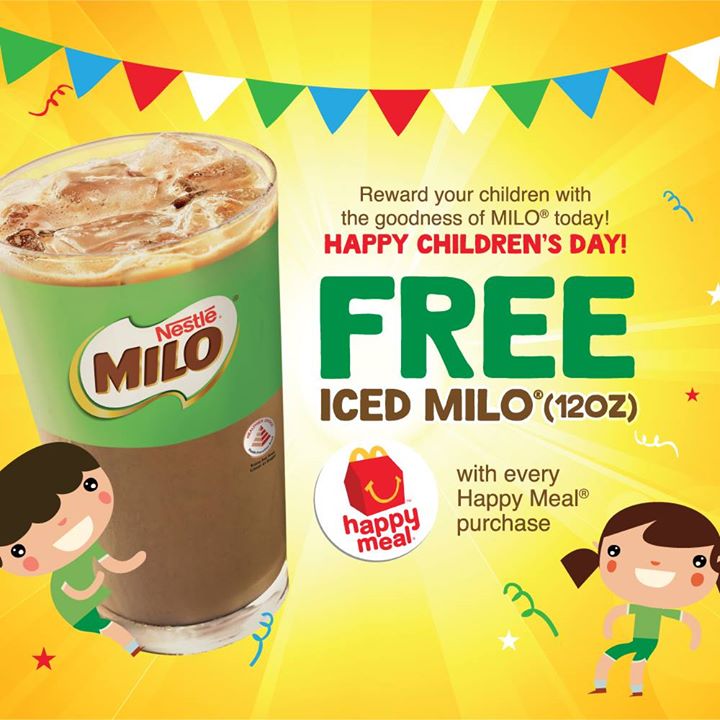 Reward your children with
the goodness of MILO® today!
HAPPY CHILDREN'S DAY!
FREE
ICED MILO®(12OZ)
with every
Happy Meal®
purchase
happy
meal
Nestlé®
MILO®